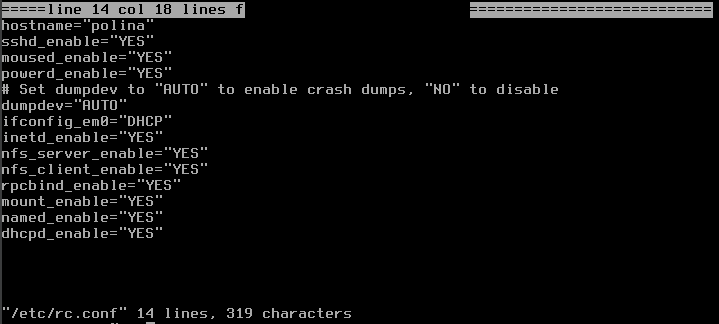 =====line 14 col 18 lines f =========================
hostname="polina"
sshd_enable="YES"
moused_enable="YES"
powerd_enable="YES"
# Set dumpdev to "AUTO" to enable crash dumps, "NO" to disable
dumpdev="AUTO"
ifconfig_em0="DHCP"
inetd_enable="YES"
nfs_server_enable="YES"
nfs_client_enable="YES"
rpcbind_enable="YES"
mount_enable="YES"
named_enable="YES"
dhcpd_enable="YES"
"/etc/rc.conf" 14 lines, 319 characters